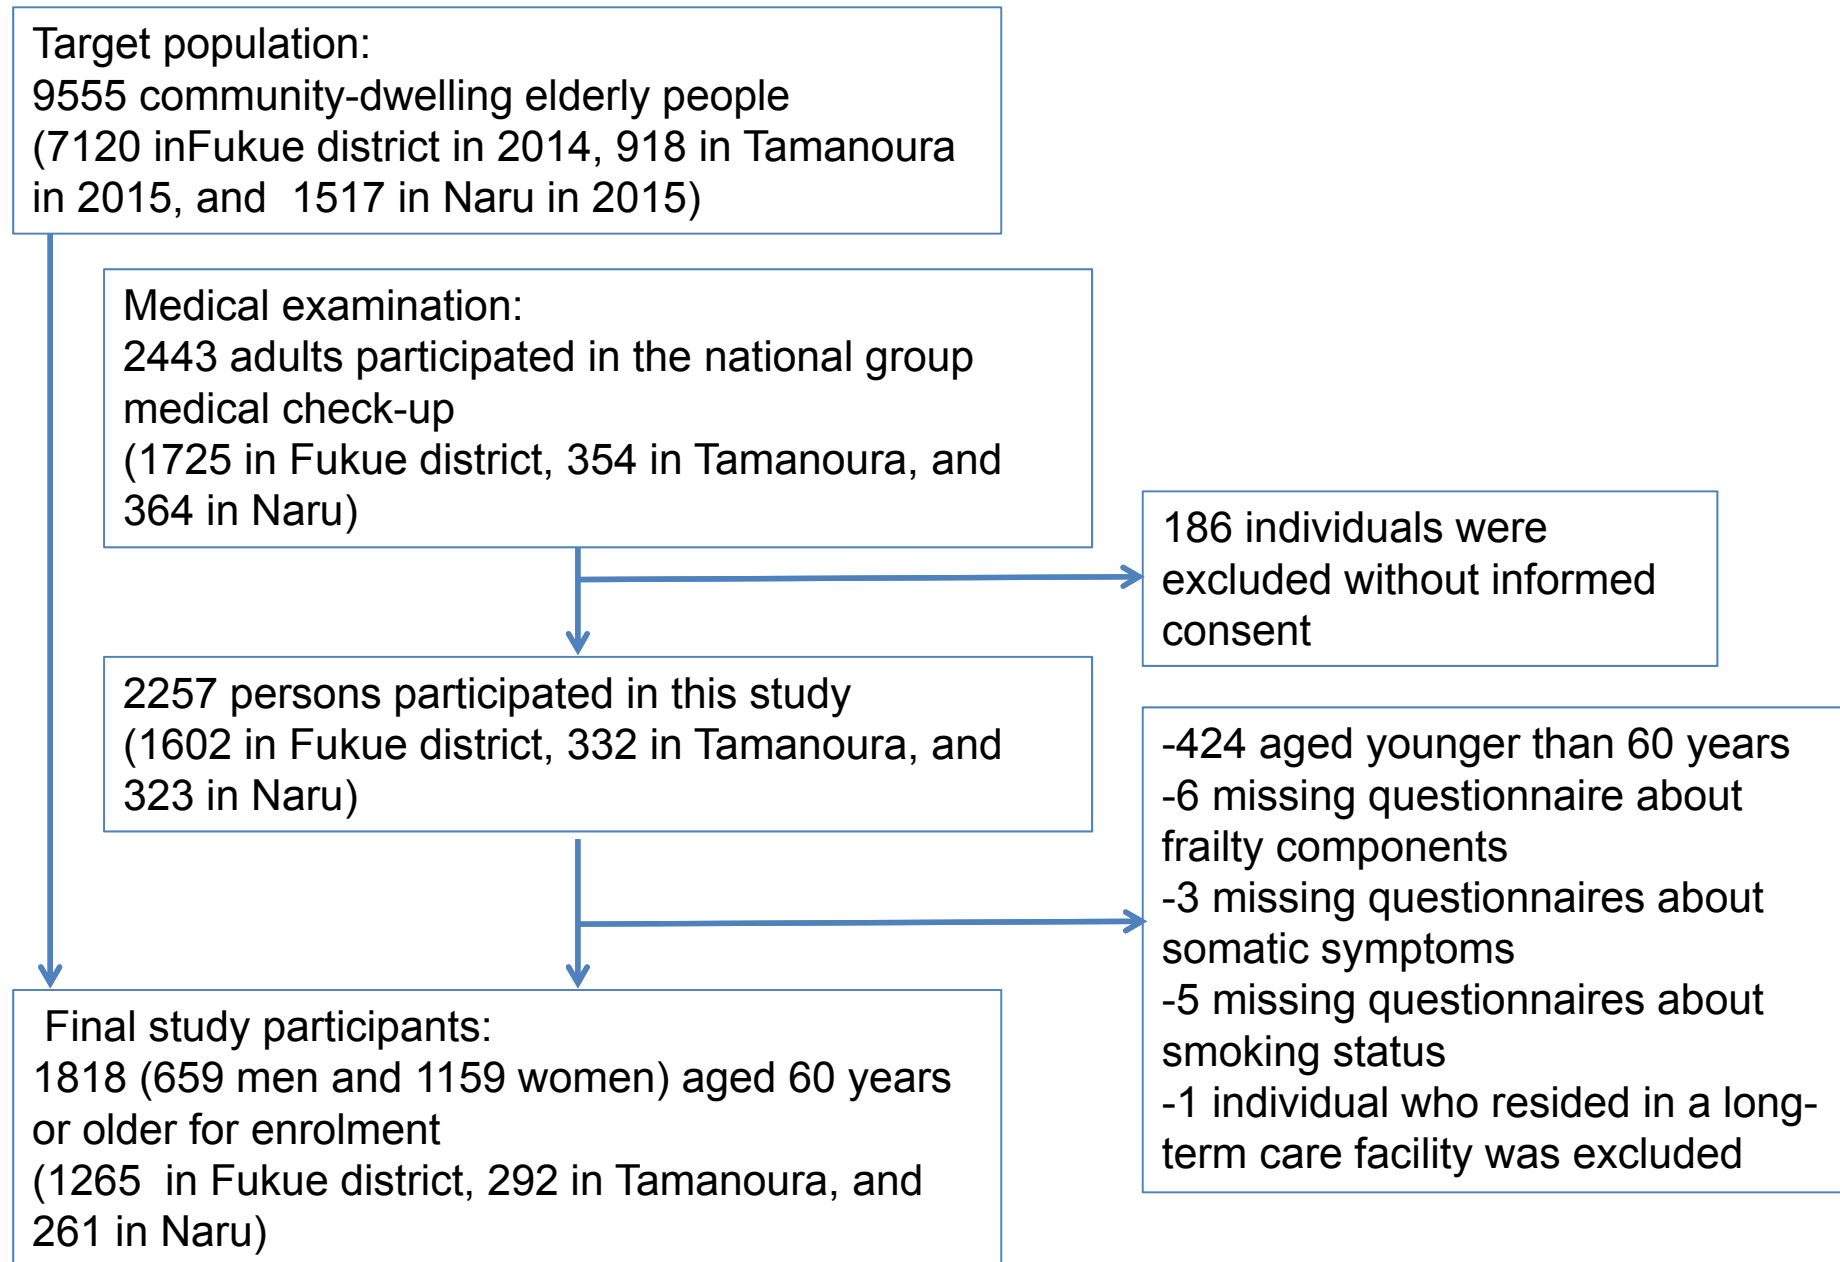 Target population:
9555 community-dwelling elderly people
(7120 inFukue district in 2014, 918 in Tamanoura
in 2015, and  1517 in Naru in 2015)
Medical examination:
2443 adults participated in the national group
medical check-up
(1725 in Fukue district, 354 in Tamanoura, and
364 in Naru)
186 individuals were
excluded without informed
consent
2257 persons participated in this study
(1602 in Fukue district, 332 in Tamanoura, and
323 in Naru)
-424 aged younger than 60 years
-6 missing questionnaire about
frailty components
-3 missing questionnaires about
somatic symptoms
-5 missing questionnaires about
smoking status
-1 individual who resided in a long-
term care facility was excluded
Final study participants:
1818 (659 men and 1159 women) aged 60 years
or older for enrolment
(1265  in Fukue district, 292 in Tamanoura, and
261 in Naru)